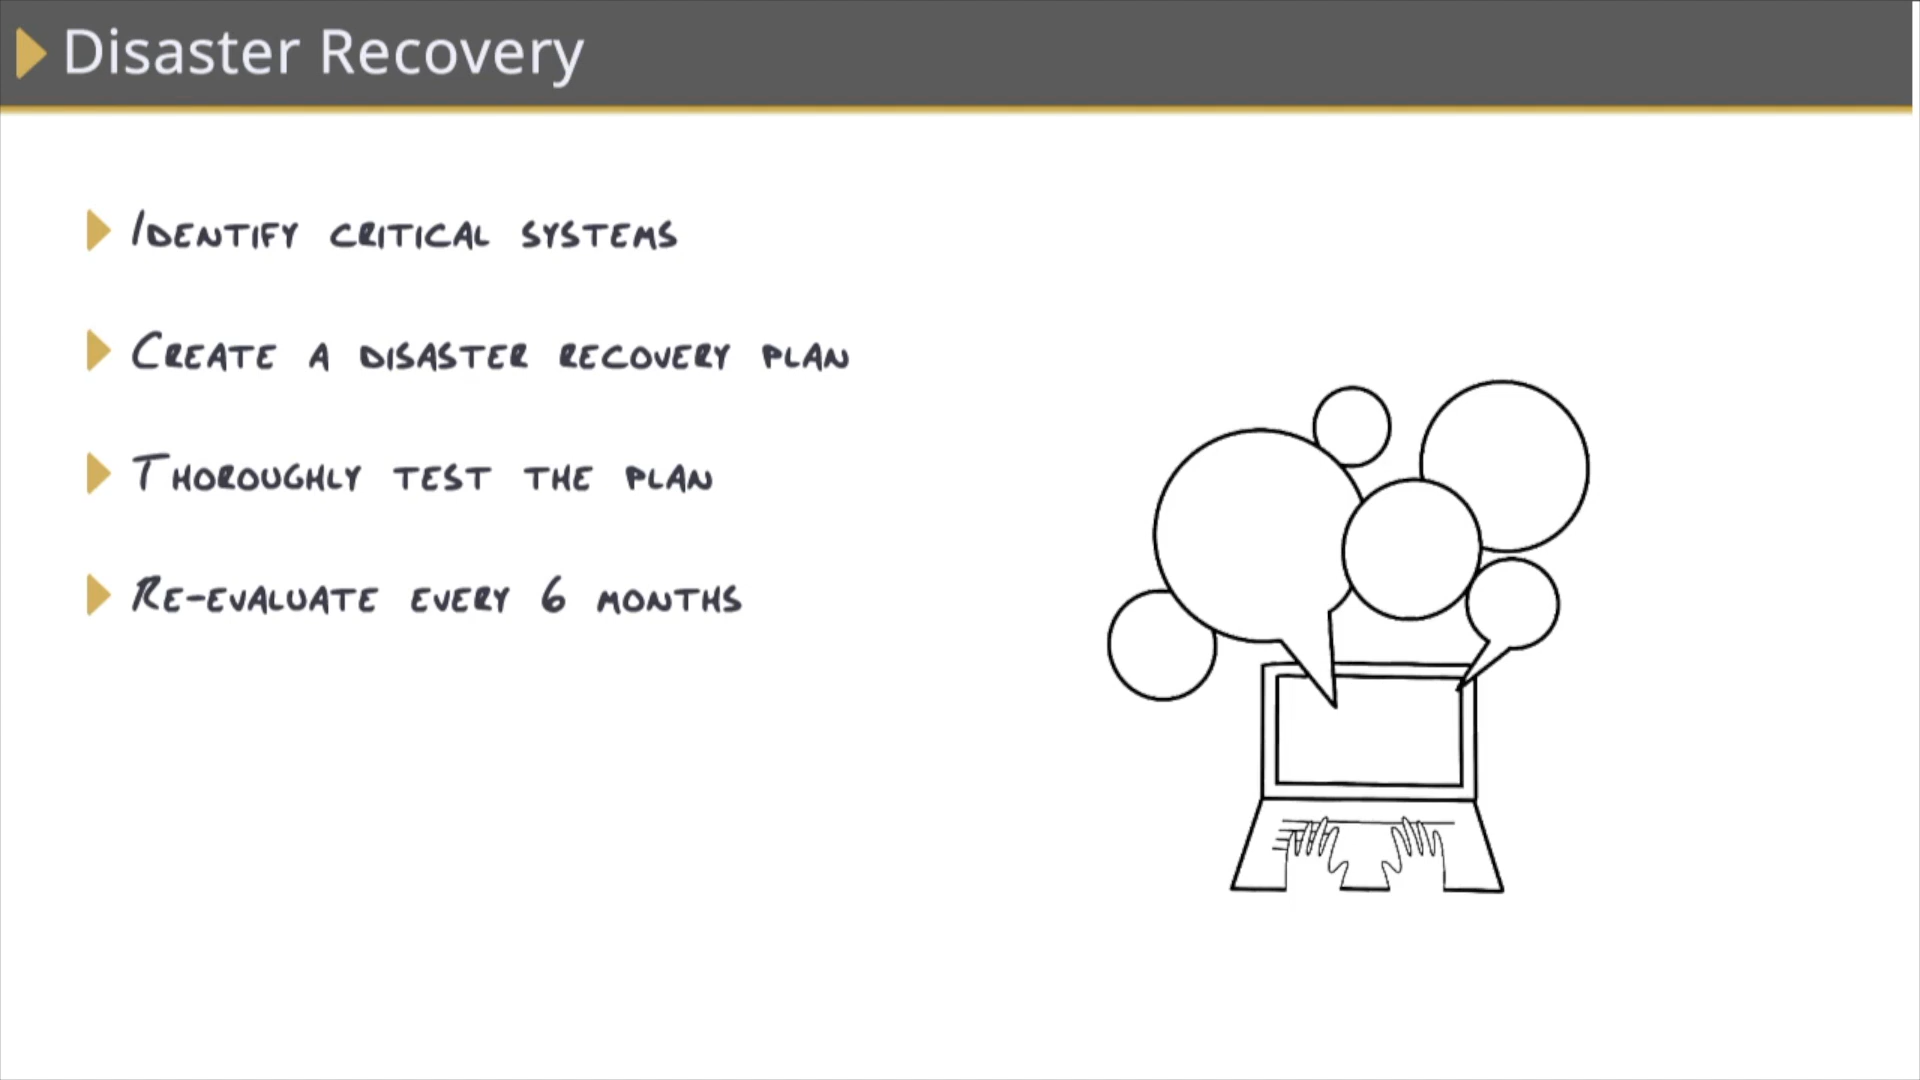 Disaster Recovery
Identify critical systems
Create a disaster recovery plan
Thoroughly test the plan
Re-evaluate every 6 months